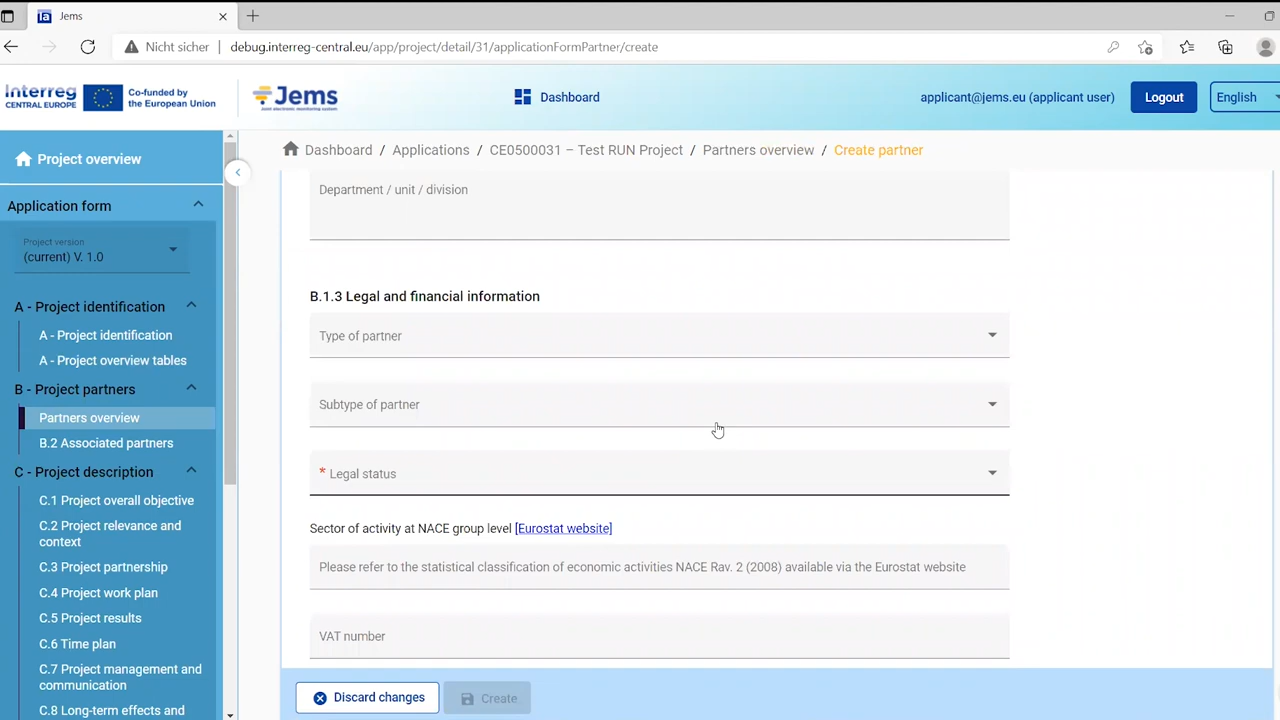 Jems
Nicht sicher
debug.interreg-central.eu/app/project/detail/31/applicationFormPartner/create
Interreg
CENTRAL EUROPE
Co-funded by
the European Union
Jems
joint electronic monitoring system
Dashboard
applicant@jems.eu (applicant user)
Logout
English
Project overview
Dashboard / Applications / CE0500031 – Test RUN Project / Partners overview / Create partner
Application form
Project version
(current) V. 1.0
A - Project identification
A - Project identification
A - Project overview tables
B - Project partners
Partners overview
B.2 Associated partners
C - Project description
C.1 Project overall objective
C.2 Project relevance and
context
C.3 Project partnership
C.4 Project work plan
C.5 Project results
C.6 Time plan
C.7 Project management and
communication
C.8 Long-term effects and
Department / unit / division
B.1.3 Legal and financial information
Type of partner
Subtype of partner
* Legal status
Sector of activity at NACE group level [Eurostat website]
Please refer to the statistical classification of economic activities NACE Rav. 2 (2008) available via the Eurostat website
VAT number
Discard changes
Create